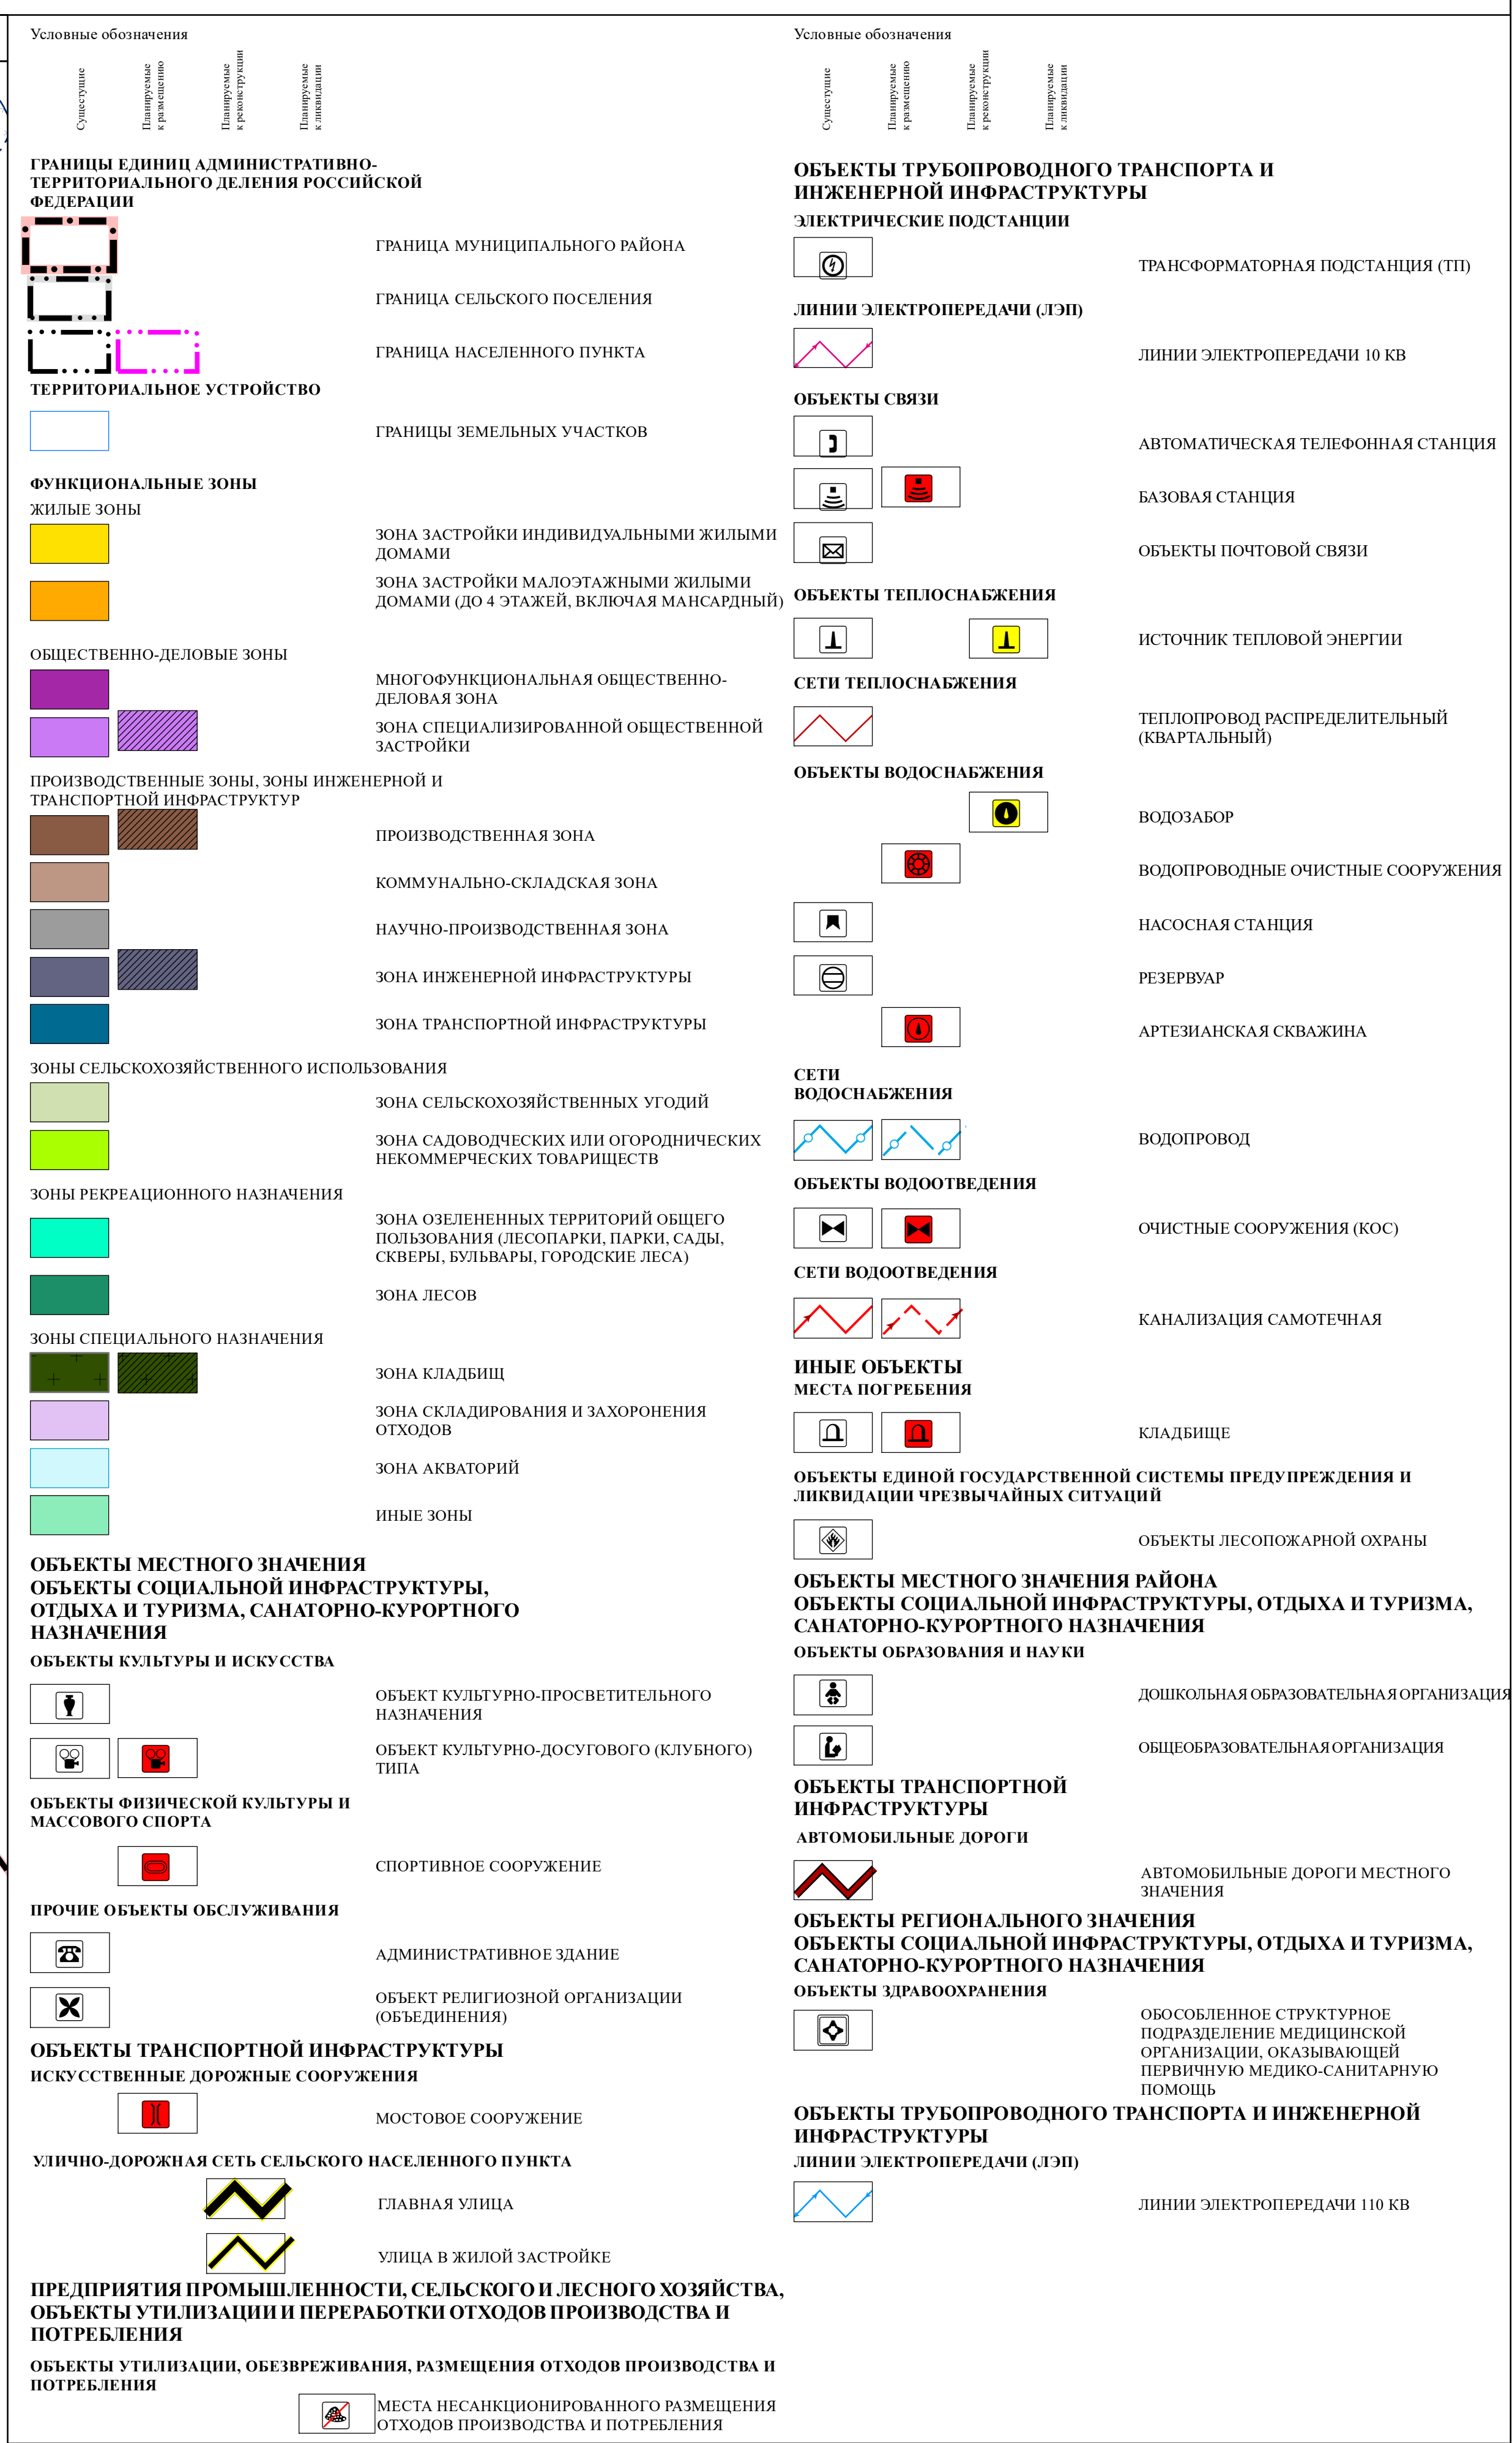 Условные обозначения
Сущестущие
Планируемые
к размещению
Планируемые
к реконструкции
Планируемые
к ликвидации
ГРАНИЦЫ ЕДИНИЦ АДМИНИСТРАТИВНО-
ТЕРРИТОРИАЛЬНОГО ДЕЛЕНИЯ РОССИЙСКОЙ
ФЕДЕРАЦИИ
ГРАНИЦА МУНИЦИПАЛЬНОГО РАЙОНА
ГРАНИЦА СЕЛЬСКОГО ПОСЕЛЕНИЯ
ГРАНИЦА НАСЕЛЕННОГО ПУНКТА
ТЕРРИТОРИАЛЬНОЕ УСТРОЙСТВО
ГРАНИЦЫ ЗЕМЕЛЬНЫХ УЧАСТКОВ
ФУНКЦИОНАЛЬНЫЕ ЗОНЫ
ЖИЛЫЕ ЗОНЫ
ЗОНА ЗАСТРОЙКИ ИНДИВИДУАЛЬНЫМИ ЖИЛЫМИ
ДОМАМИ
ЗОНА ЗАСТРОЙКИ МАЛОЭТАЖНЫМИ ЖИЛЫМИ
ДОМАМИ (ДО 4 ЭТАЖЕЙ, ВКЛЮЧАЯ МАНСАРДНЫЙ)
ОБЩЕСТВЕННО-ДЕЛОВЫЕ ЗОНЫ
МНОГОФУНКЦИОНАЛЬНАЯ ОБЩЕСТВЕННО-
ДЕЛОВАЯ ЗОНА
ЗОНА СПЕЦИАЛИЗИРОВАННОЙ ОБЩЕСТВЕННОЙ
ЗАСТРОЙКИ
ПРОИЗВОДСТВЕННЫЕ ЗОНЫ, ЗОНЫ ИНЖЕНЕРНОЙ И
ТРАНСПОРТНОЙ ИНФРАСТРУКТУР
ПРОИЗВОДСТВЕННАЯ ЗОНА
КОММУНАЛЬНО-СКЛАДСКАЯ ЗОНА
НАУЧНО-ПРОИЗВОДСТВЕННАЯ ЗОНА
ЗОНА ИНЖЕНЕРНОЙ ИНФРАСТРУКТУРЫ
ЗОНА ТРАНСПОРТНОЙ ИНФРАСТРУКТУРЫ
ЗОНЫ СЕЛЬСКОХОЗЯЙСТВЕННОГО ИСПОЛЬЗОВАНИЯ
ЗОНА СЕЛЬСКОХОЗЯЙСТВЕННЫХ УГОДИЙ
ЗОНА САДОВОДЧЕСКИХ ИЛИ ОГОРОДНИЧЕСКИХ
НЕКОММЕРЧЕСКИХ ТОВАРИЩЕСТВ
ЗОНЫ РЕКРЕАЦИОННОГО НАЗНАЧЕНИЯ
ЗОНА ОЗЕЛЕНЕННЫХ ТЕРРИТОРИЙ ОБЩЕГО
ПОЛЬЗОВАНИЯ (ЛЕСОПАРКИ, ПАРКИ, САДЫ,
СКВЕРЫ, БУЛЬВАРЫ, ГОРОДСКИЕ ЛЕСА)
ЗОНА ЛЕСОВ
ЗОНЫ СПЕЦИАЛЬНОГО НАЗНАЧЕНИЯ
ЗОНА КЛАДБИЩ
ЗОНА СКЛАДИРОВАНИЯ И ЗАХОРОНЕНИЯ
ОТХОДОВ
ЗОНА АКВАТОРИЙ
ИНЫЕ ЗОНЫ
ОБЪЕКТЫ МЕСТНОГО ЗНАЧЕНИЯ
ОБЪЕКТЫ СОЦИАЛЬНОЙ ИНФРАСТРУКТУРЫ,
ОТДЫХА И ТУРИЗМА, САНАТОРНО-КУРОРТНОГО
НАЗНАЧЕНИЯ
ОБЪЕКТЫ КУЛЬТУРЫ И ИСКУССТВА
ОБЪЕКТ КУЛЬТУРНО-ПРОСВЕТИТЕЛЬНОГО
НАЗНАЧЕНИЯ
ОБЪЕКТ КУЛЬТУРНО-ДОСУГОВОГО (КЛУБНОГО)
ТИПА
ОБЪЕКТЫ ФИЗИЧЕСКОЙ КУЛЬТУРЫ И
МАССОВОГО СПОРТА
СПОРТИВНОЕ СООРУЖЕНИЕ
ПРОЧИЕ ОБЪЕКТЫ ОБСЛУЖИВАНИЯ
АДМИНИСТРАТИВНОЕ ЗДАНИЕ
ОБЪЕКТ РЕЛИГИОЗНОЙ ОРГАНИЗАЦИИ
(ОБЪЕДИНЕНИЯ)
ОБЪЕКТЫ ТРАНСПОРТНОЙ ИНФРАСТРУКТУРЫ
ИСКУССТВЕННЫЕ ДОРОЖНЫЕ СООРУЖЕНИЯ
МОСТОВОЕ СООРУЖЕНИЕ
УЛИЧНО-ДОРОЖНАЯ СЕТЬ СЕЛЬСКОГО НАСЕЛЕННОГО ПУНКТА
ГЛАВНАЯ УЛИЦА
УЛИЦА В ЖИЛОЙ ЗАСТРОЙКЕ
ПРЕДПРИЯТИЯ ПРОМЫШЛЕННОСТИ, СЕЛЬСКОГО И ЛЕСНОГО ХОЗЯЙСТВА,
ОБЪЕКТЫ УТИЛИЗАЦИИ И ПЕРЕРАБОТКИ ОТХОДОВ ПРОИЗВОДСТВА И
ПОТРЕБЛЕНИЯ
ОБЪЕКТЫ УТИЛИЗАЦИИ, ОБЕЗВРЕЖИВАНИЯ, РАЗМЕЩЕНИЯ ОТХОДОВ ПРОИЗВОДСТВА И
ПОТРЕБЛЕНИЯ
МЕСТА НЕСАНКЦИОНИРОВАННОГО РАЗМЕЩЕНИЯ
ОТХОДОВ ПРОИЗВОДСТВА И ПОТРЕБЛЕНИЯ
Условные обозначения
Сущестущие
Планируемые
к размещению
Планируемые
к реконструкции
Планируемые
к ликвидации
ОБЪЕКТЫ ТРУБОПРОВОДНОГО ТРАНСПОРТА И
ИНЖЕНЕРНОЙ ИНФРАСТРУКТУРЫ
ЭЛЕКТРИЧЕСКИЕ ПОДСТАНЦИИ
ТРАНСФОРМАТОРНАЯ ПОДСТАНЦИЯ (ТП)
ЛИНИИ ЭЛЕКТРОПЕРЕДАЧИ (ЛЭП)
ЛИНИИ ЭЛЕКТРОПЕРЕДАЧИ 10 КВ
ОБЪЕКТЫ СВЯЗИ
АВТОМАТИЧЕСКАЯ ТЕЛЕФОННАЯ СТАНЦИЯ
БАЗОВАЯ СТАНЦИЯ
ОБЪЕКТЫ ПОЧТОВОЙ СВЯЗИ
ОБЪЕКТЫ ТЕПЛОСНАБЖЕНИЯ
ИСТОЧНИК ТЕПЛОВОЙ ЭНЕРГИИ
СЕТИ ТЕПЛОСНАБЖЕНИЯ
ТЕПЛОПРОВОД РАСПРЕДЕЛИТЕЛЬНЫЙ
(КВАРТАЛЬНЫЙ)
ОБЪЕКТЫ ВОДОСНАБЖЕНИЯ
ВОДОЗАБОР
ВОДОПРОВОДНЫЕ ОЧИСТНЫЕ СООРУЖЕНИЯ
НАСОСНАЯ СТАНЦИЯ
РЕЗЕРВУАР
АРТЕЗИАНСКАЯ СКВАЖИНА
СЕТИ
ВОДОСНАБЖЕНИЯ
ВОДОПРОВОД
ОБЪЕКТЫ ВОДООТВЕДЕНИЯ
ОЧИСТНЫЕ СООРУЖЕНИЯ (КОС)
СЕТИ ВОДООТВЕДЕНИЯ
КАНАЛИЗАЦИЯ САМОТЕЧНАЯ
ИНЫЕ ОБЪЕКТЫ
МЕСТА ПОГРЕБЕНИЯ
КЛАДБИЩЕ
ОБЪЕКТЫ ЕДИНОЙ ГОСУДАРСТВЕННОЙ СИСТЕМЫ ПРЕДУПРЕЖДЕНИЯ И
ЛИКВИДАЦИИ ЧРЕЗВЫЧАЙНЫХ СИТУАЦИЙ
ОБЪЕКТЫ ЛЕСОПОЖАРНОЙ ОХРАНЫ
ОБЪЕКТЫ МЕСТНОГО ЗНАЧЕНИЯ РАЙОНА
ОБЪЕКТЫ СОЦИАЛЬНОЙ ИНФРАСТРУКТУРЫ, ОТДЫХА И ТУРИЗМА,
САНАТОРНО-КУРОРТНОГО НАЗНАЧЕНИЯ
ОБЪЕКТЫ ОБРАЗОВАНИЯ И НАУКИ
ДОШКОЛЬНАЯ ОБРАЗОВАТЕЛЬНАЯ ОРГАНИЗАЦИЯ
ОБЩЕОБРАЗОВАТЕЛЬНАЯ ОРГАНИЗАЦИЯ
ОБЪЕКТЫ ТРАНСПОРТНОЙ
ИНФРАСТРУКТУРЫ
АВТОМОБИЛЬНЫЕ ДОРОГИ
АВТОМОБИЛЬНЫЕ ДОРОГИ МЕСТНОГО
ЗНАЧЕНИЯ
ОБЪЕКТЫ РЕГИОНАЛЬНОГО ЗНАЧЕНИЯ
ОБЪЕКТЫ СОЦИАЛЬНОЙ ИНФРАСТРУКТУРЫ, ОТДЫХА И ТУРИЗМА,
САНАТОРНО-КУРОРТНОГО НАЗНАЧЕНИЯ
ОБЪЕКТЫ ЗДРАВООХРАНЕНИЯ
ОБОСОБЛЕННОЕ СТРУКТУРНОЕ
ПОДРАЗДЕЛЕНИЕ МЕДИЦИНСКОЙ
ОРГАНИЗАЦИИ, ОКАЗЫВАЮЩЕЙ
ПЕРВИЧНУЮ МЕДИКО-САНИТАРНУЮ
ПОМОЩЬ
ОБЪЕКТЫ ТРУБОПРОВОДНОГО ТРАНСПОРТА И ИНЖЕНЕРНОЙ
ИНФРАСТРУКТУРЫ
ЛИНИИ ЭЛЕКТРОПЕРЕДАЧИ (ЛЭП)
ЛИНИИ ЭЛЕКТРОПЕРЕДАЧИ 110 КВ